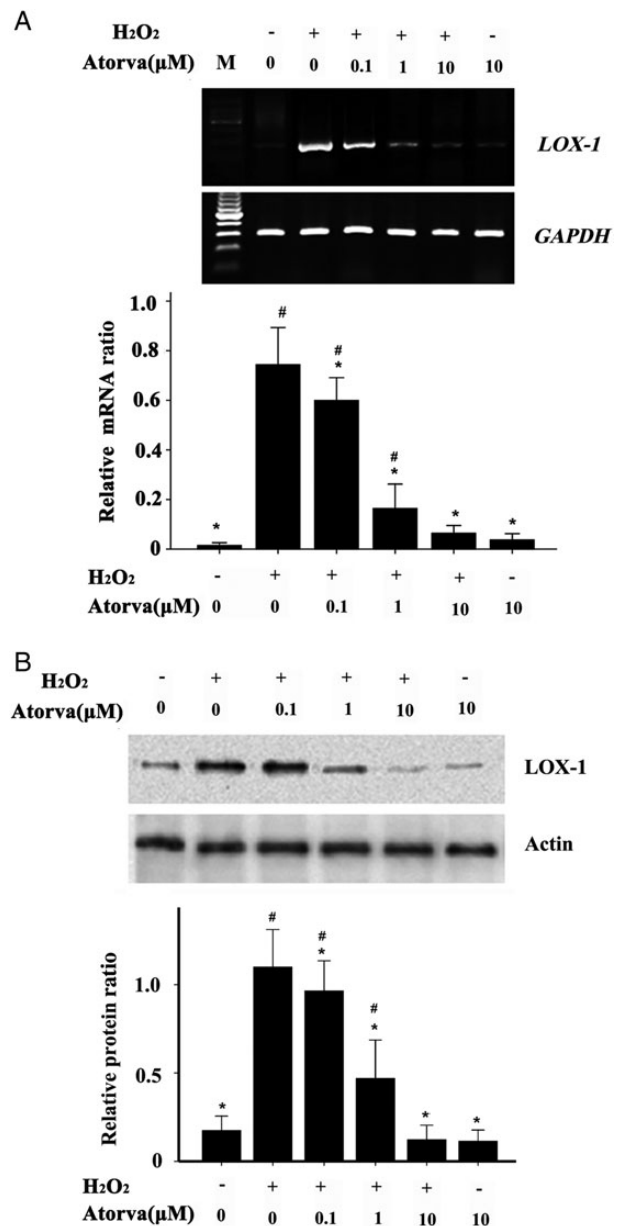 A
H₂O₂ - + + + + -
Atorva(μM) M 0 0 0.1 1 10 10
LOX-1
GAPDH
1.0
0.8
0.6
0.4
0.2
0
Relative mRNA ratio
* # # * # * * *
H₂O₂ - + + + + -
Atorva(μM) 0 0 0.1 1 10 10
B
H₂O₂ - + + + + -
Atorva(μM) 0 0 0.1 1 10 10
LOX-1
Actin
1.0
0.5
0
Relative protein ratio
* # # * # * * *
H₂O₂ - + + + + -
Atorva(μM) 0 0 0.1 1 10 10